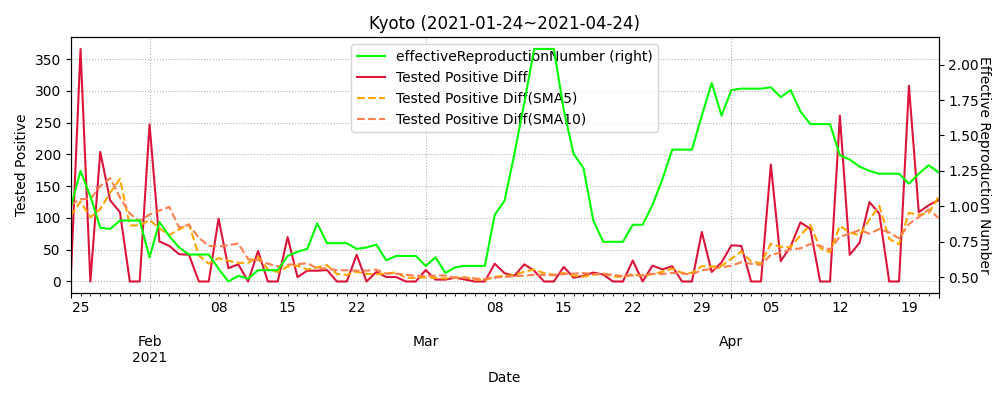 Kyoto (2021-01-24~2021-04-24)
effectiveReproductionNumber (right)
Tested Positive Diff
Tested Positive Diff(SMA5)
Tested Positive Diff(SMA10)
Tested Positive
350
300
250
200
150
100
50
0
2.00
1.75
1.50
1.25
1.00
0.75
0.50
Effective Reproduction Number
25 08 15 22 08 15 22 29 05 12 19
Feb Mar Apr
2021
Date